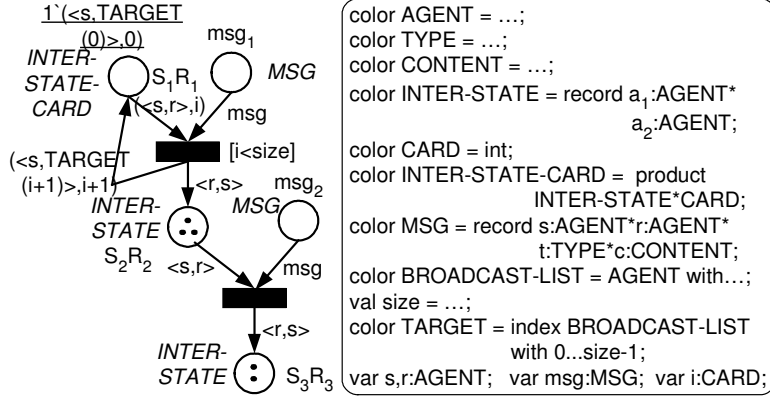 1`(<s,TARGET
(0)>,0)
INTER-
STATE-
CARD
S1R1
msg1
MSG
(<s,r>,i)
msg
[i<size]
(<s,TARGET
(i+1)>,i+1)
<r,s>
INTER-
STATE
S2R2
msg2
MSG
<s,r>
msg
<r,s>
INTER-
STATE
S3R3
color AGENT = …;
color TYPE = …;
color CONTENT = …;
color INTER-STATE = record a1:AGENT*
a2:AGENT;
color CARD = int;
color INTER-STATE-CARD = product
INTER-STATE*CARD;
color MSG = record s:AGENT*r:AGENT*
t:TYPE*c:CONTENT;
color BROADCAST-LIST = AGENT with…;
val size = …;
color TARGET = index BROADCAST-LIST
with 0...size-1;
var s,r:AGENT; var msg:MSG; var i:CARD;